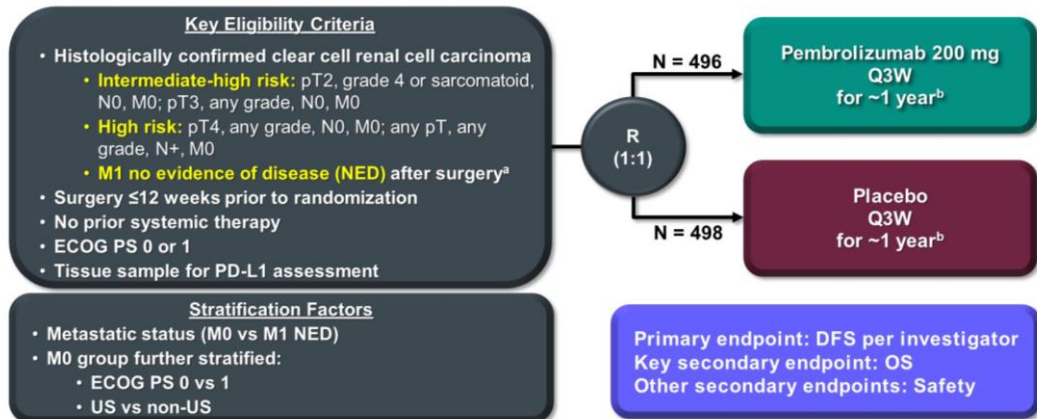 Key Eligibility Criteria
• Histologically confirmed clear cell renal cell carcinoma
• Intermediate-high risk: pT2, grade 4 or sarcomatoid,
N0, M0; pT3, any grade, N0, M0
• High risk: pT4, any grade, N0, M0; any pT, any
grade, N+, M0
• M1 no evidence of disease (NED) after surgeryᵃ
• Surgery ≤12 weeks prior to randomization
• No prior systemic therapy
• ECOG PS 0 or 1
• Tissue sample for PD-L1 assessment
Stratification Factors
• Metastatic status (M0 vs M1 NED)
• M0 group further stratified:
• ECOG PS 0 vs 1
• US vs non-US
R
(1:1)
N = 496
Pembrolizumab 200 mg
Q3W
for ~1 yearᵇ
N = 498
Placebo
Q3W
for ~1 yearᵇ
Primary endpoint: DFS per investigator
Key secondary endpoint: OS
Other secondary endpoints: Safety